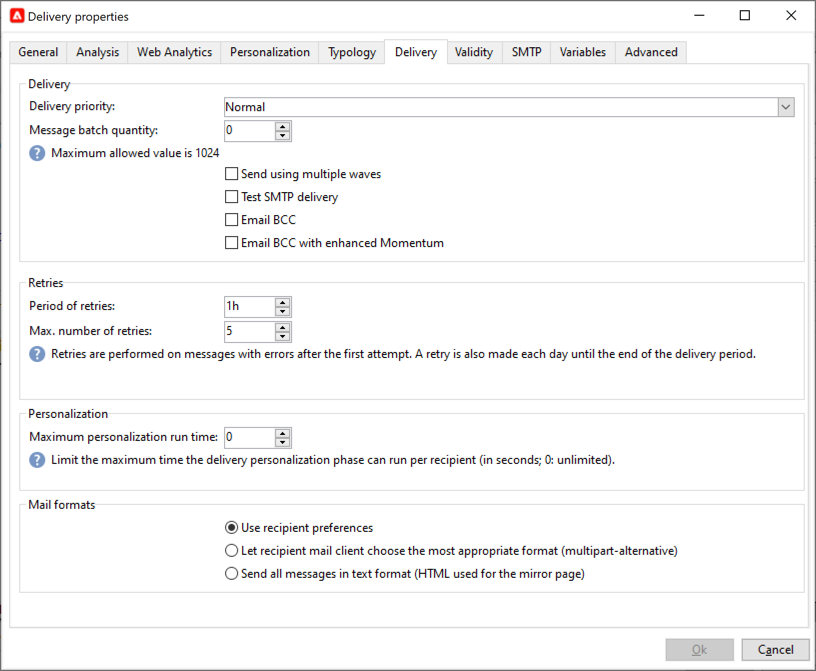 Delivery properties
General Analysis Web Analytics Personalization Typology Delivery Validity SMTP Variables Advanced
Delivery
Delivery priority: Normal
Message batch quantity: 0
? Maximum allowed value is 1024
Send using multiple waves
Test SMTP delivery
Email BCC
Email BCC with enhanced Momentum
Retries
Period of retries: 1h
Max. number of retries: 5
? Retries are performed on messages with errors after the first attempt. A retry is also made each day until the end of the delivery period.
Personalization
Maximum personalization run time: 0
? Limit the maximum time the delivery personalization phase can run per recipient (in seconds; 0: unlimited).
Mail formats
Use recipient preferences
Let recipient mail client choose the most appropriate format (multipart-alternative)
Send all messages in text format (HTML used for the mirror page)
Ok Cancel